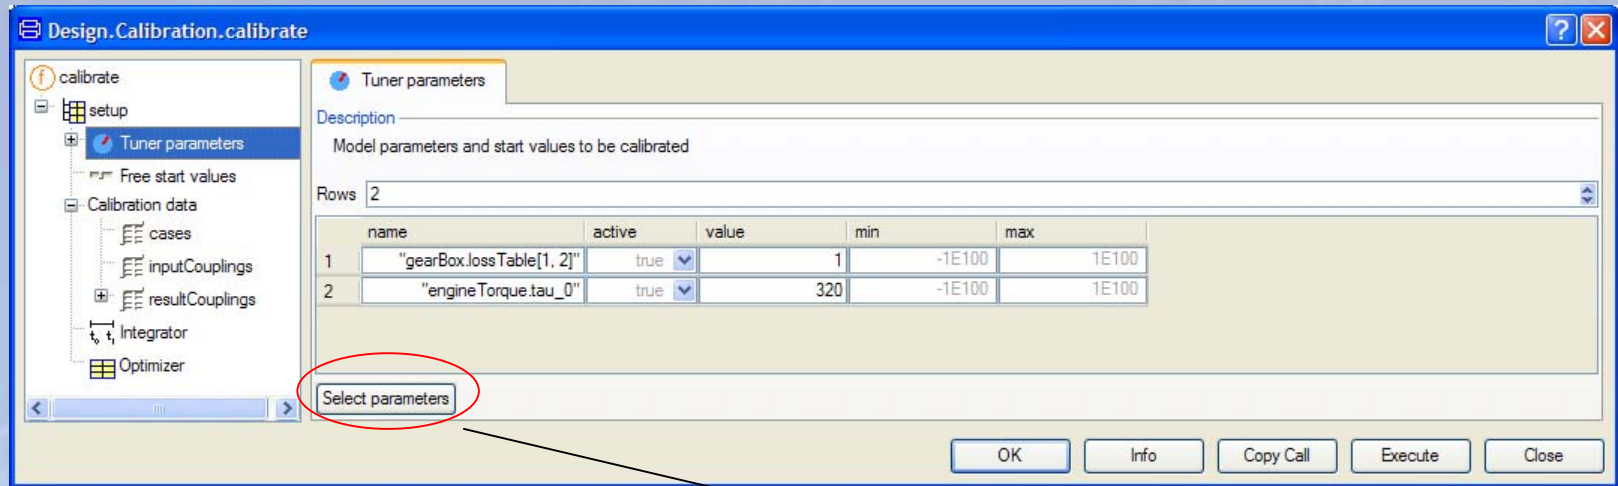 Design.Calibration.calibrate
calibrate
setup
Tuner parameters
Free start values
Calibration data
cases
inputCouplings
resultCouplings
Integrator
Optimizer
Tuner parameters
Description
Model parameters and start values to be calibrated
Rows 2
name active value min max
1 "gearBox.lossTable[1, 2]" true 1 -1E100 1E100
2 "engineTorque.tau_0" true 320 -1E100 1E100
Select parameters
OK Info Copy Call Execute Close